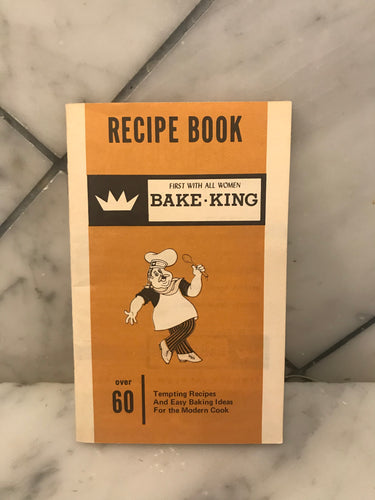 RECIPE BOOK
FIRST WITH ALL WOMEN
BAKE·KING
over
60
Tempting Recipes
And Easy Baking Ideas
For the Modern Cook